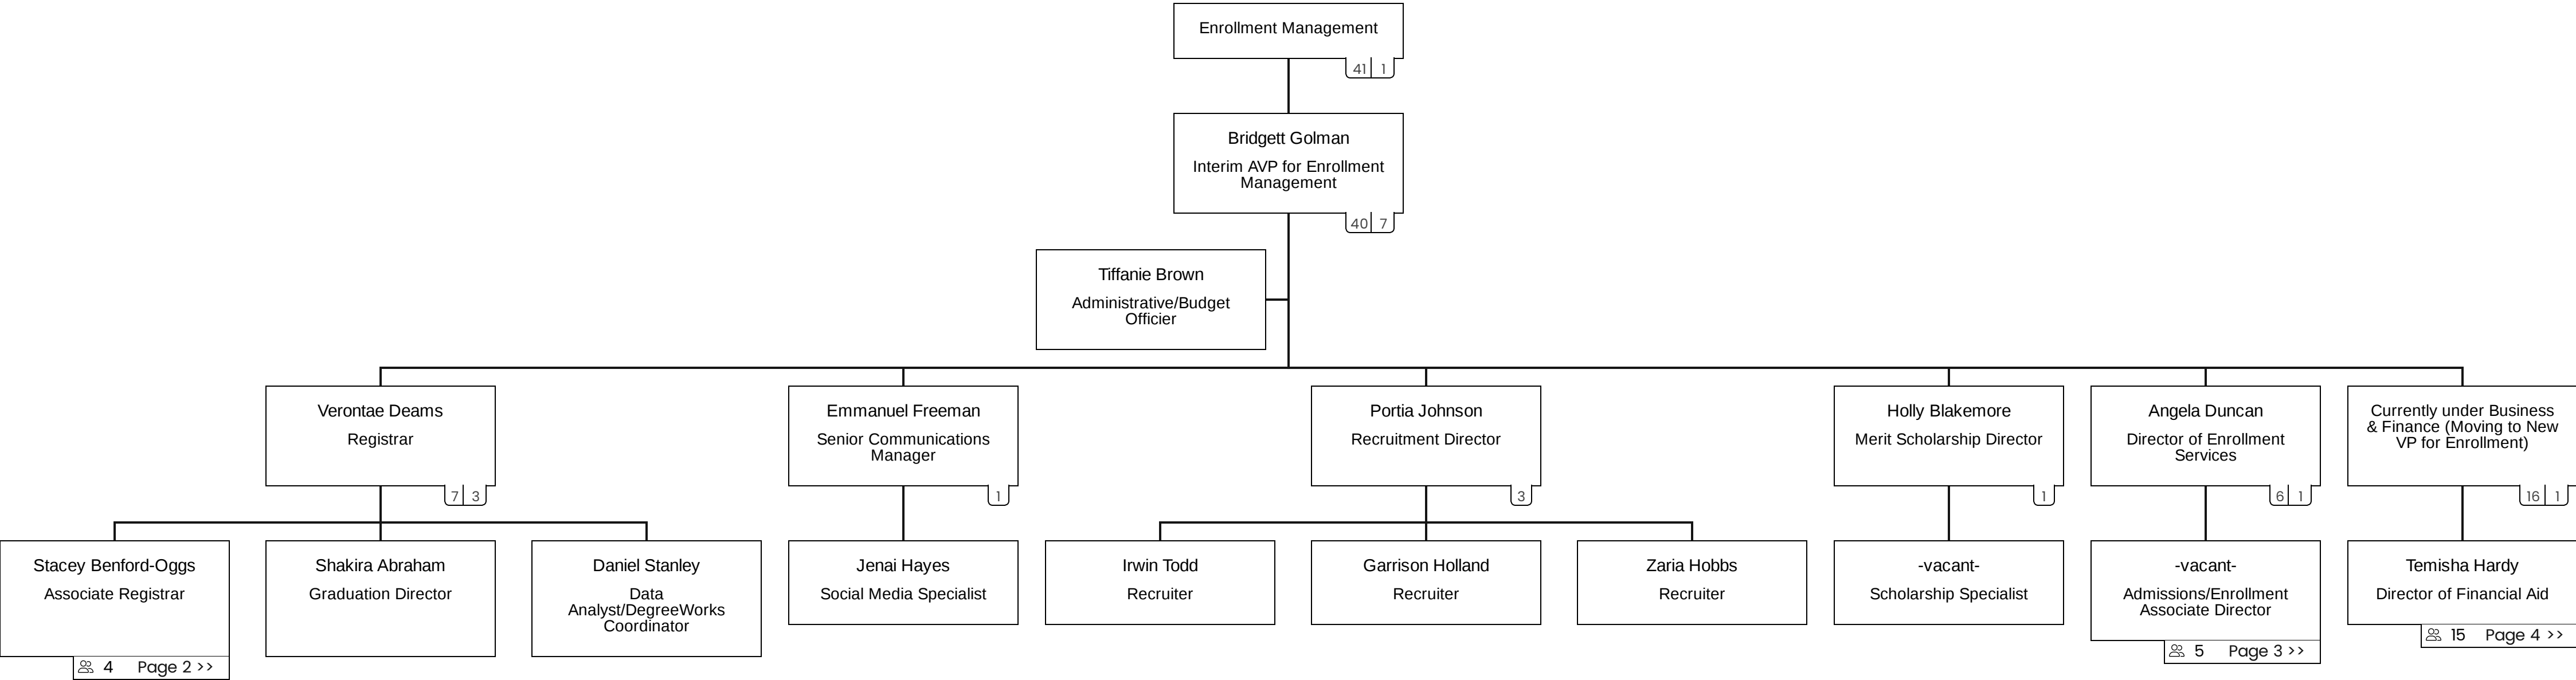 Enrollment Management
41 1
Bridgett Golman
Interim AVP for Enrollment
Management
40 7
Tiffanie Brown
Administrative/Budget
Officier
Verontae Deams
Registrar
7 3
Emmanuel Freeman
Senior Communications
Manager
1
Portia Johnson
Recruitment Director
3
Holly Blakemore
Merit Scholarship Director
1
Angela Duncan
Director of Enrollment
Services
6 1
Currently under Business
& Finance (Moving to New
VP for Enrollment)
16 1
Stacey Benford-Oggs
Associate Registrar
4 Page 2 >>
Shakira Abraham
Graduation Director
Daniel Stanley
Data
Analyst/DegreeWorks
Coordinator
Jenai Hayes
Social Media Specialist
Irwin Todd
Recruiter
Garrison Holland
Recruiter
Zaria Hobbs
Recruiter
-vacant-
Scholarship Specialist
-vacant-
Admissions/Enrollment
Associate Director
5 Page 3 >>
Temisha Hardy
Director of Financial Aid
15 Page 4 >>